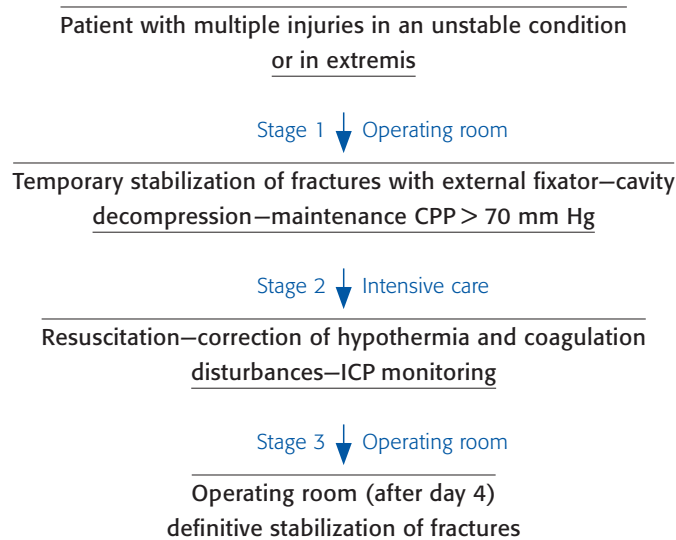 Patient with multiple injuries in an unstable condition
or in extremis
Stage 1 Operating room
Temporary stabilization of fractures with external fixator—cavity
decompression—maintenance CPP > 70 mm Hg
Stage 2 Intensive care
Resuscitation—correction of hypothermia and coagulation
disturbances—ICP monitoring
Stage 3 Operating room
Operating room (after day 4)
definitive stabilization of fractures